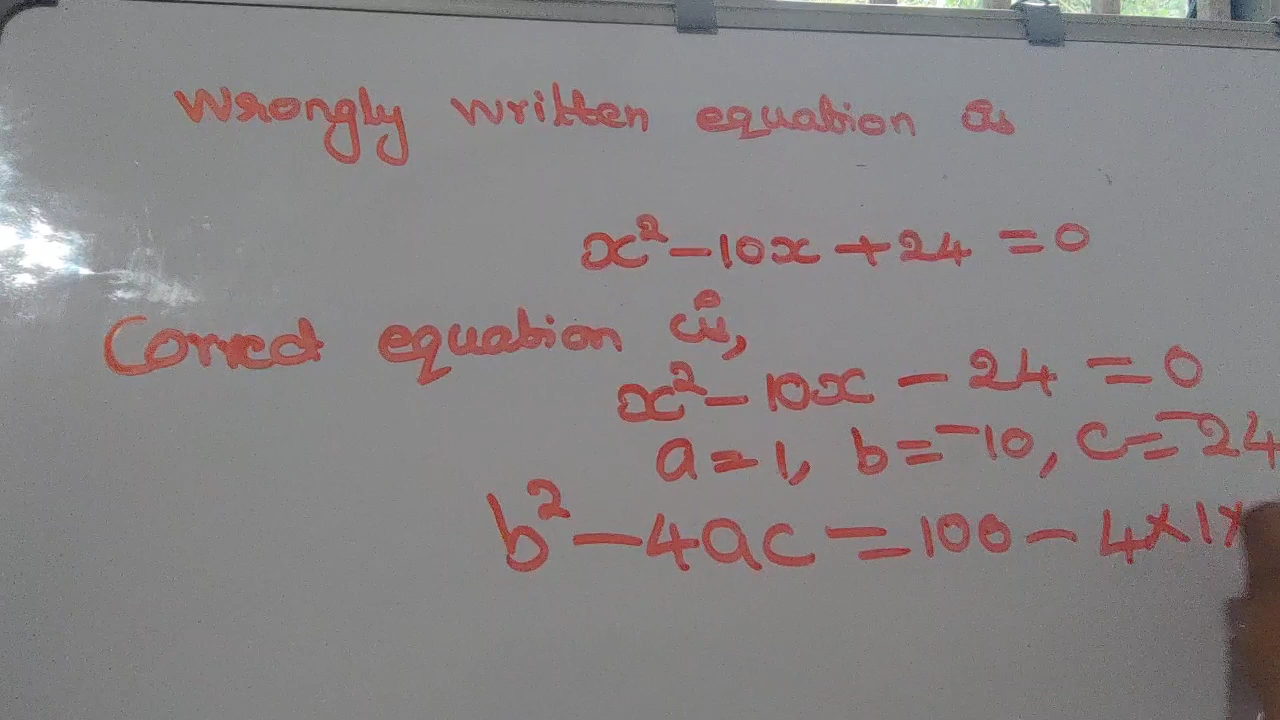 Wrongly written equation is
x² - 10x + 24 = 0
Correct equation is,
x² - 10x - 24 = 0
a = 1, b = -10, c = -24
b² - 4ac = 100 - 4 × 1 ×